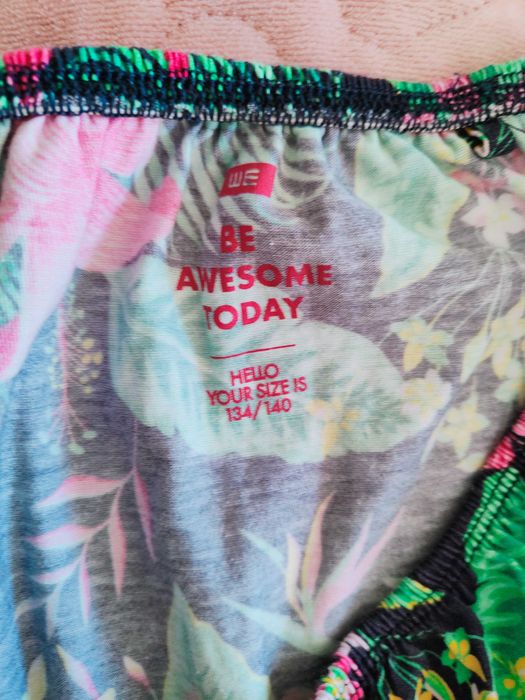 WE
BE
AWESOME
TODAY
HELLO
YOUR SIZE IS
134/140